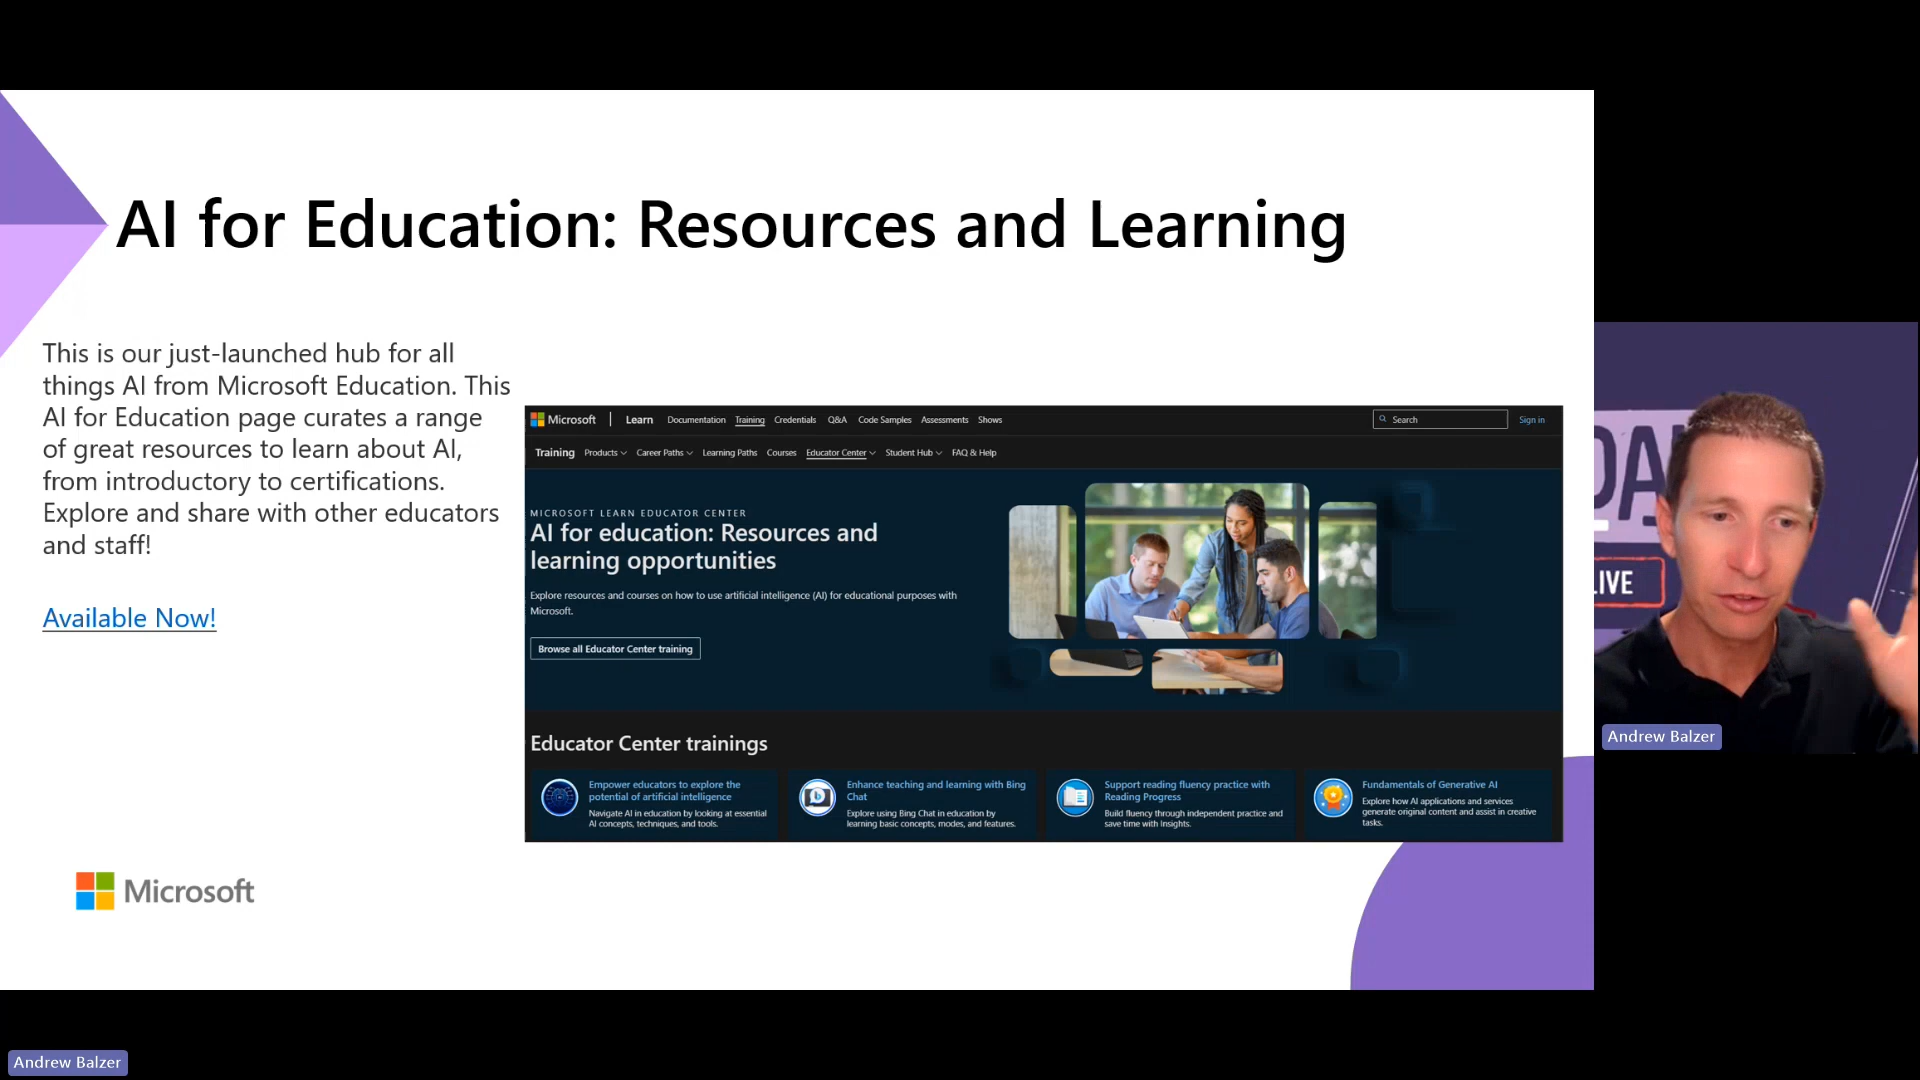 AI for Education: Resources and Learning
This is our just-launched hub for all
things AI from Microsoft Education. This
AI for Education page curates a range
of great resources to learn about AI,
from introductory to certifications.
Explore and share with other educators
and staff!
Available Now!
Microsoft | Learn Documentation Training Credentials Q&A Code Samples Assessments Shows Search Sign in
Training Products Career Paths Learning Paths Courses Educator Center Student Hub FAQ & Help
MICROSOFT LEARN EDUCATOR CENTER
AI for education: Resources and
learning opportunities
Explore resources and courses on how to use artificial intelligence (AI) for educational purposes with
Microsoft.
Browse all Educator Center training
Educator Center trainings
Empower educators to explore the
potential of artificial intelligence
Navigate AI in education by looking at essential
AI concepts, techniques, and tools.
Enhance teaching and learning with Bing
Chat
Explore using Bing Chat in education by
learning basic concepts, modes, and features.
Support reading fluency practice with
Reading Progress
Build fluency through independent practice and
save time with Insights.
Fundamentals of Generative AI
Explore how AI applications and services
generate original content and assist in creative
tasks.
Microsoft
Andrew Balzer
Andrew Balzer